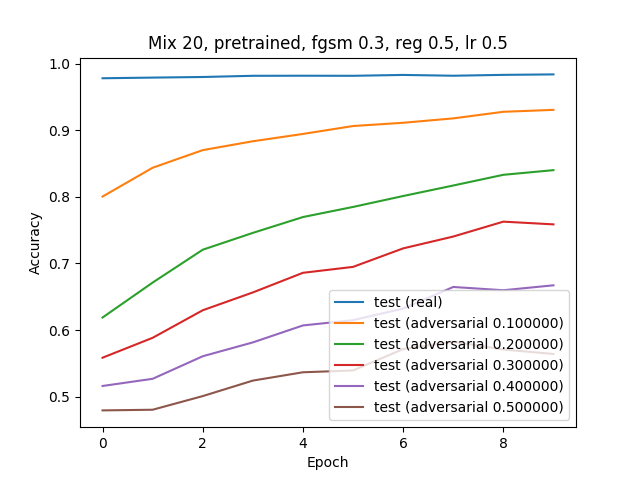 Mix 20, pretrained, fgsm 0.3, reg 0.5, lr 0.5
1.0
0.9
0.8
0.7
0.6
0.5
Accuracy
test (real)
test (adversarial 0.100000)
test (adversarial 0.200000)
test (adversarial 0.300000)
test (adversarial 0.400000)
test (adversarial 0.500000)
0 2 4 6 8
Epoch